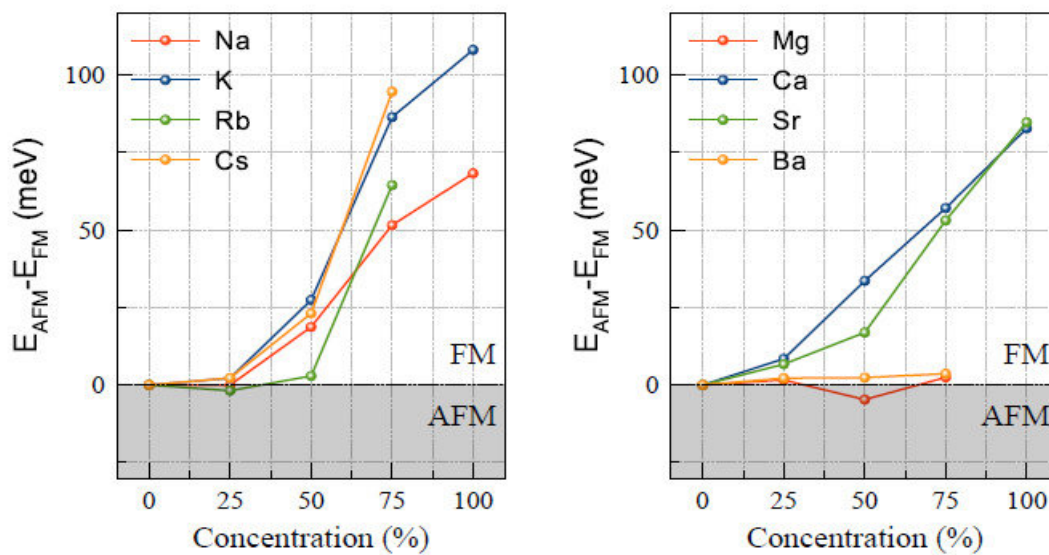 Na
K
Rb
Cs
100
50
0
E_AFM-E_FM (meV)
FM
AFM
0 25 50 75 100
Concentration (%)
Mg
Ca
Sr
Ba
100
50
0
E_AFM-E_FM (meV)
FM
AFM
0 25 50 75 100
Concentration (%)